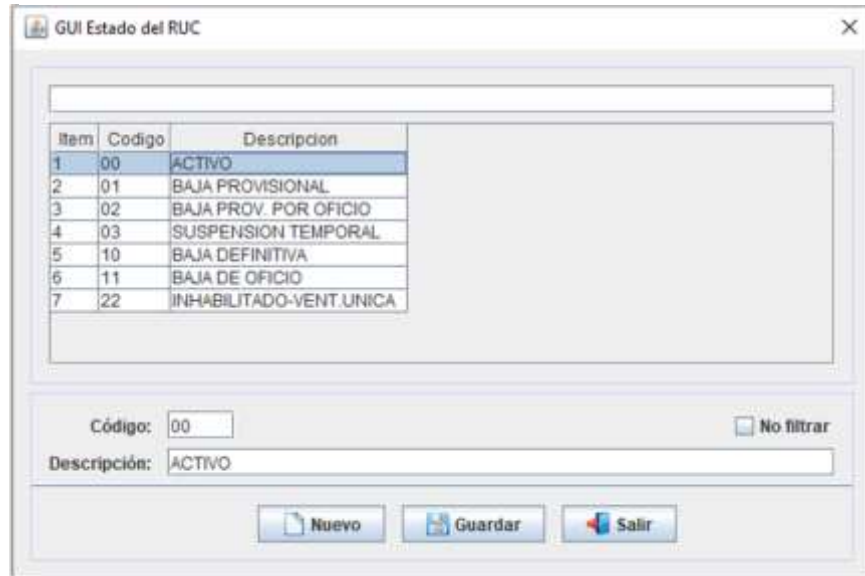 GUI Estado del RUC
Item Codigo Descripcion
1 00 ACTIVO
2 01 BAJA PROVISIONAL
3 02 BAJA PROV. POR OFICIO
4 03 SUSPENSION TEMPORAL
5 10 BAJA DEFINITIVA
6 11 BAJA DE OFICIO
7 22 INHABILITADO-VENT.UNICA
Código: 00 No filtrar
Descripción: ACTIVO
Nuevo Guardar Salir